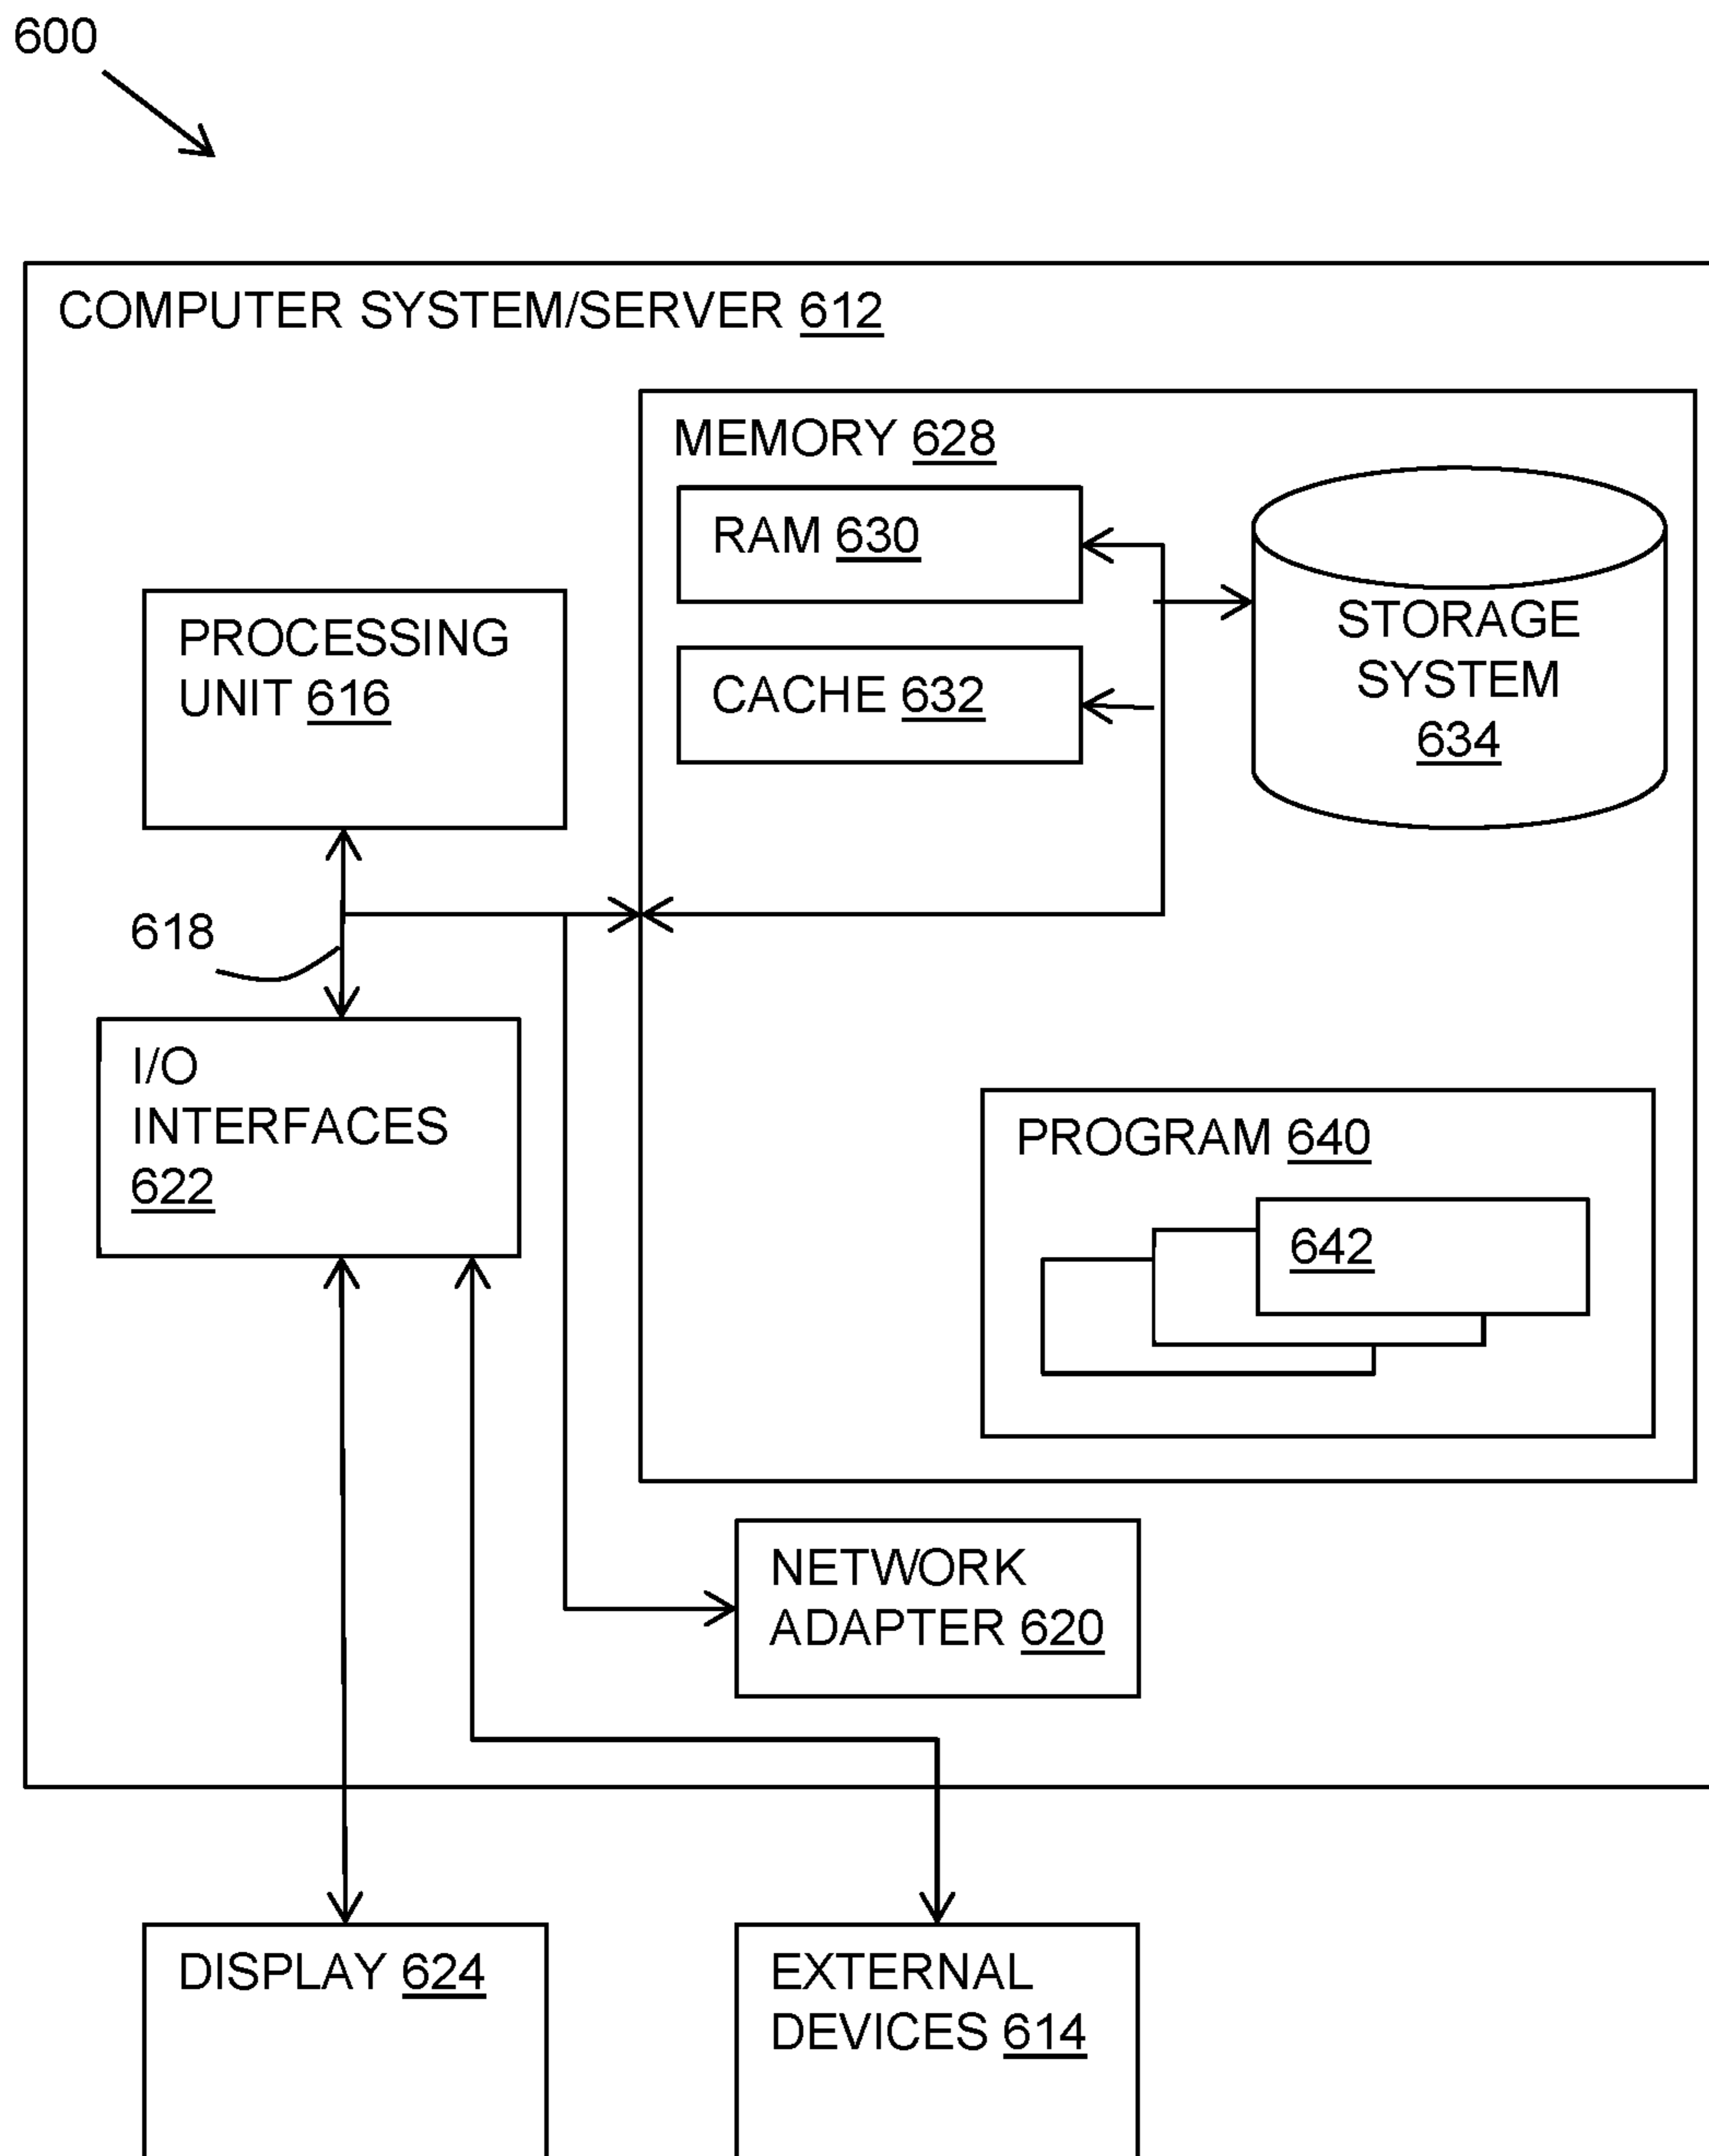 600
COMPUTER SYSTEM/SERVER 612
MEMORY 628
RAM 630
STORAGE
SYSTEM
634
PROCESSING
UNIT 616
CACHE 632
618
I/O
INTERFACES
622
PROGRAM 640
642
NETWORK
ADAPTER 620
DISPLAY 624
EXTERNAL
DEVICES 614